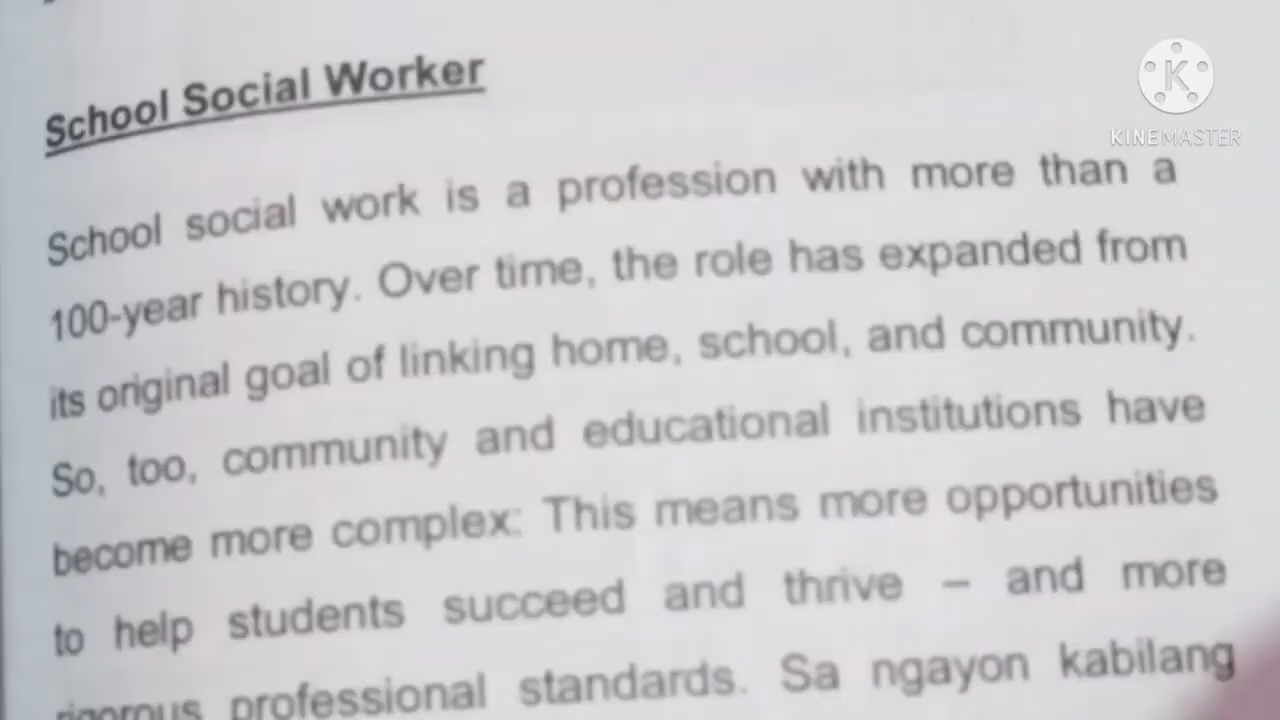 School Social Worker
K
KINEMASTER
School social work is a profession with more than a
100-year history. Over time, the role has expanded from
its original goal of linking home, school, and community.
So, too, community and educational institutions have
become more complex: This means more opportunities
to help students succeed and thrive – and more
rigorous professional standards. Sa ngayon kabilang